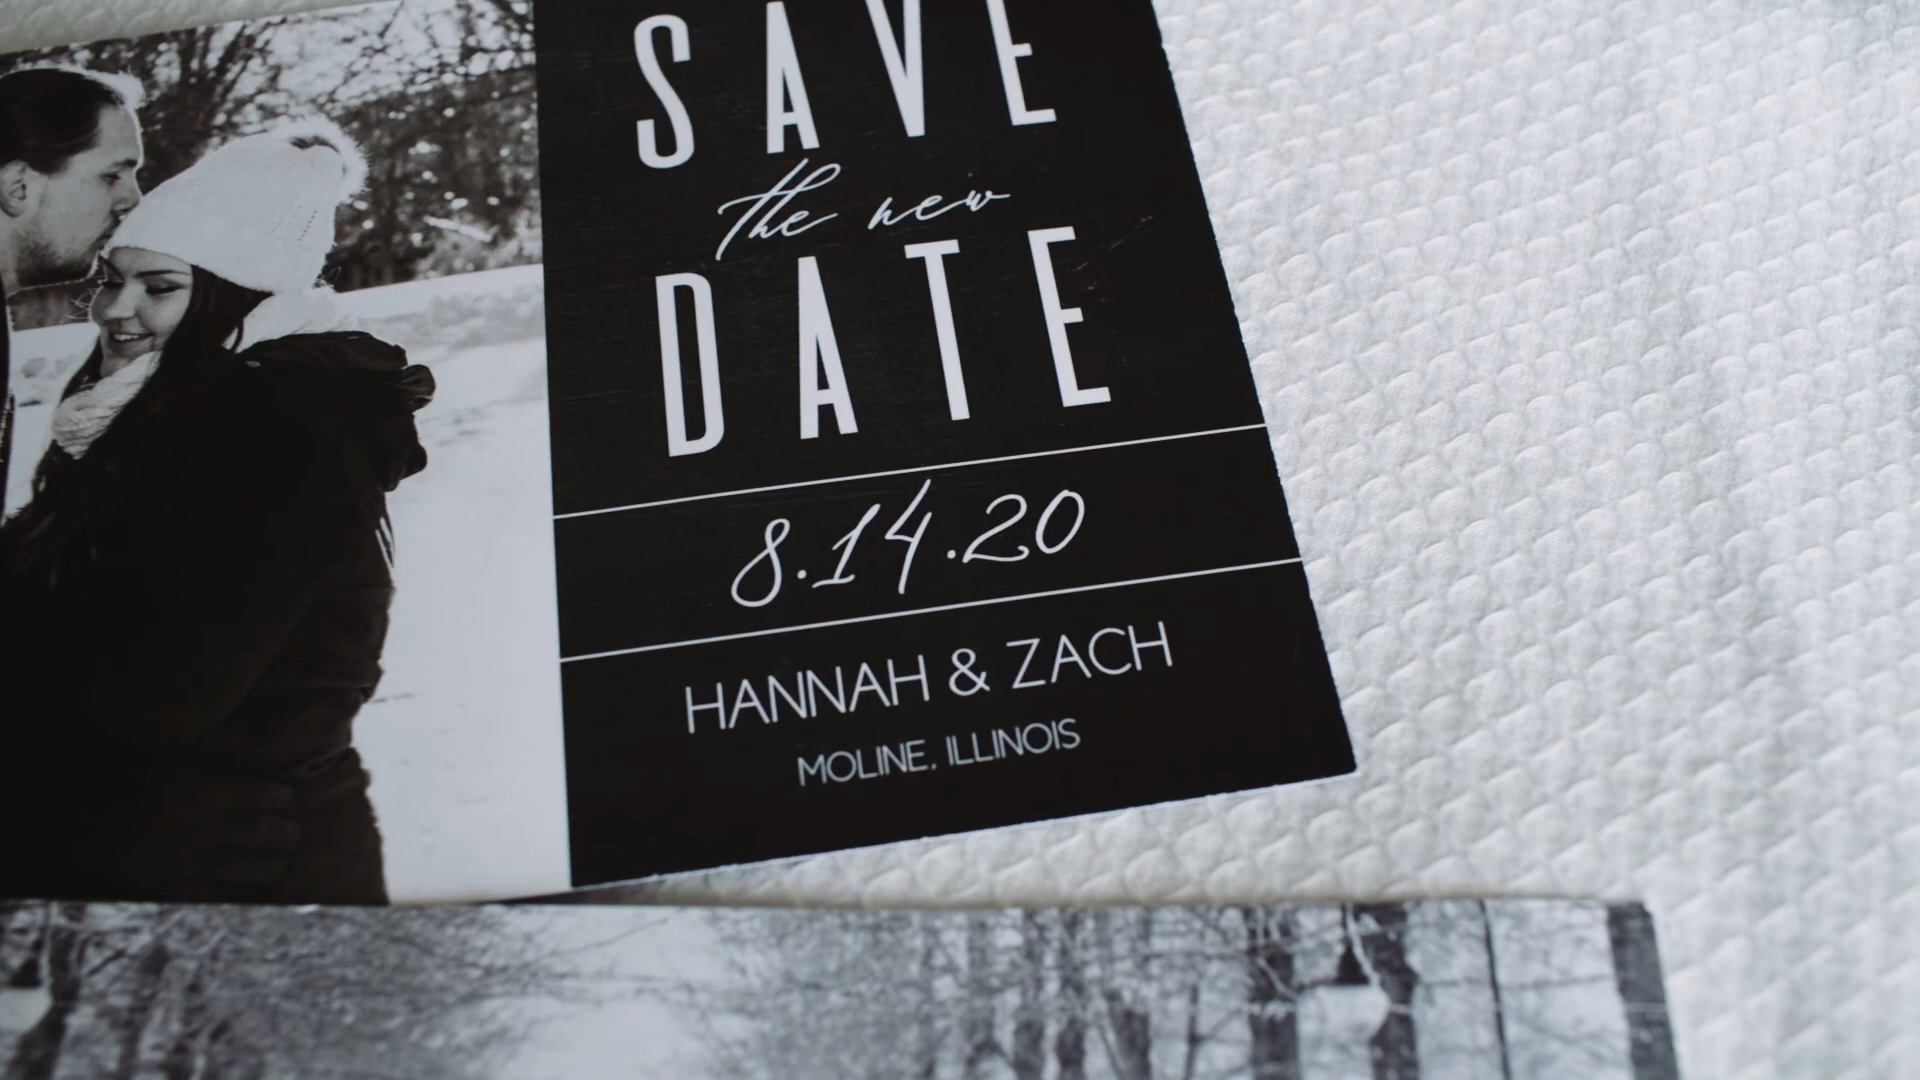 SAVE
the new
DATE
8.14.20
HANNAH & ZACH
MOLINE, ILLINOIS